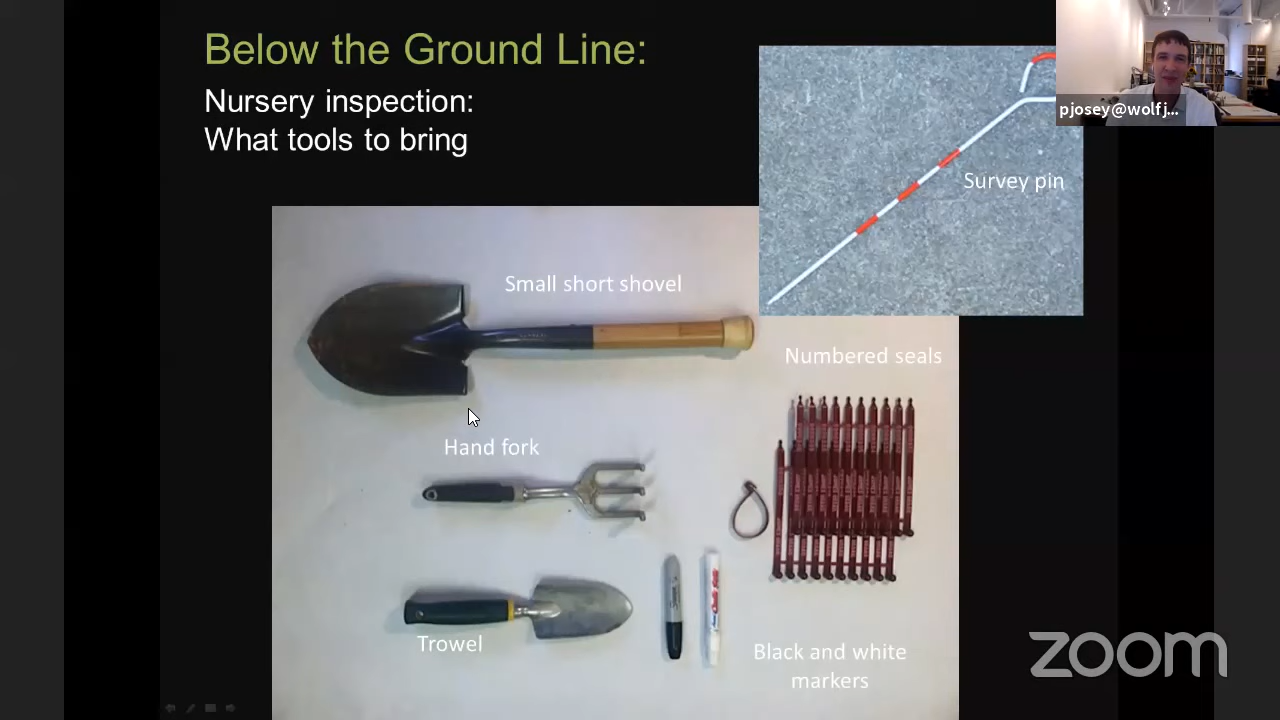 Below the Ground Line:
Nursery inspection:
What tools to bring
pjosey@wolfj...
Survey pin
Small short shovel
Numbered seals
Hand fork
Trowel
Black and white
markers
zoom